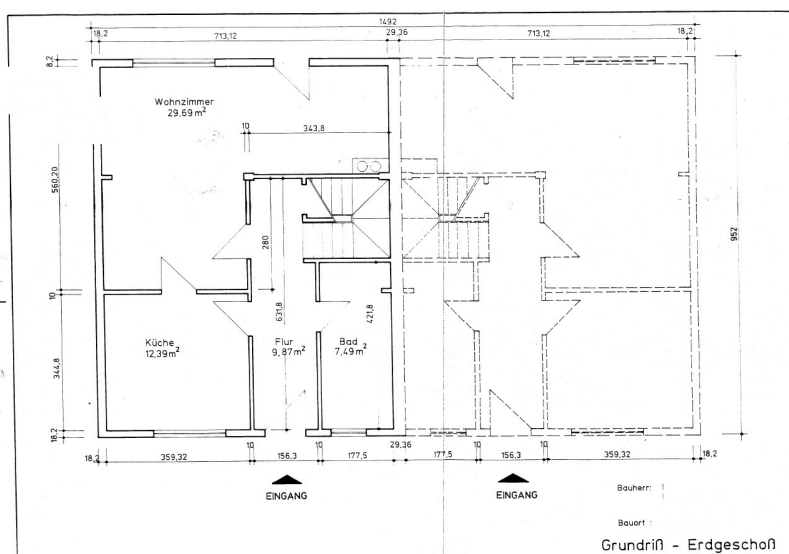 1492
18,2 713,12 29,36 713,12 18,2
8,2
Wohnzimmer
29,69 m²
10 343,8
560,20
280
952
10
631,8
421,8
Küche
12,39 m²
Flur
9,87 m²
Bad
7,49 m²
344,8
18,2
18,2 359,32 10 156,3 10 177,5 29,36 177,5 10 156,3 10 359,32 18,2
EINGANG EINGANG
Bauherr:
Bauort :
Grundriß - Erdgeschoß